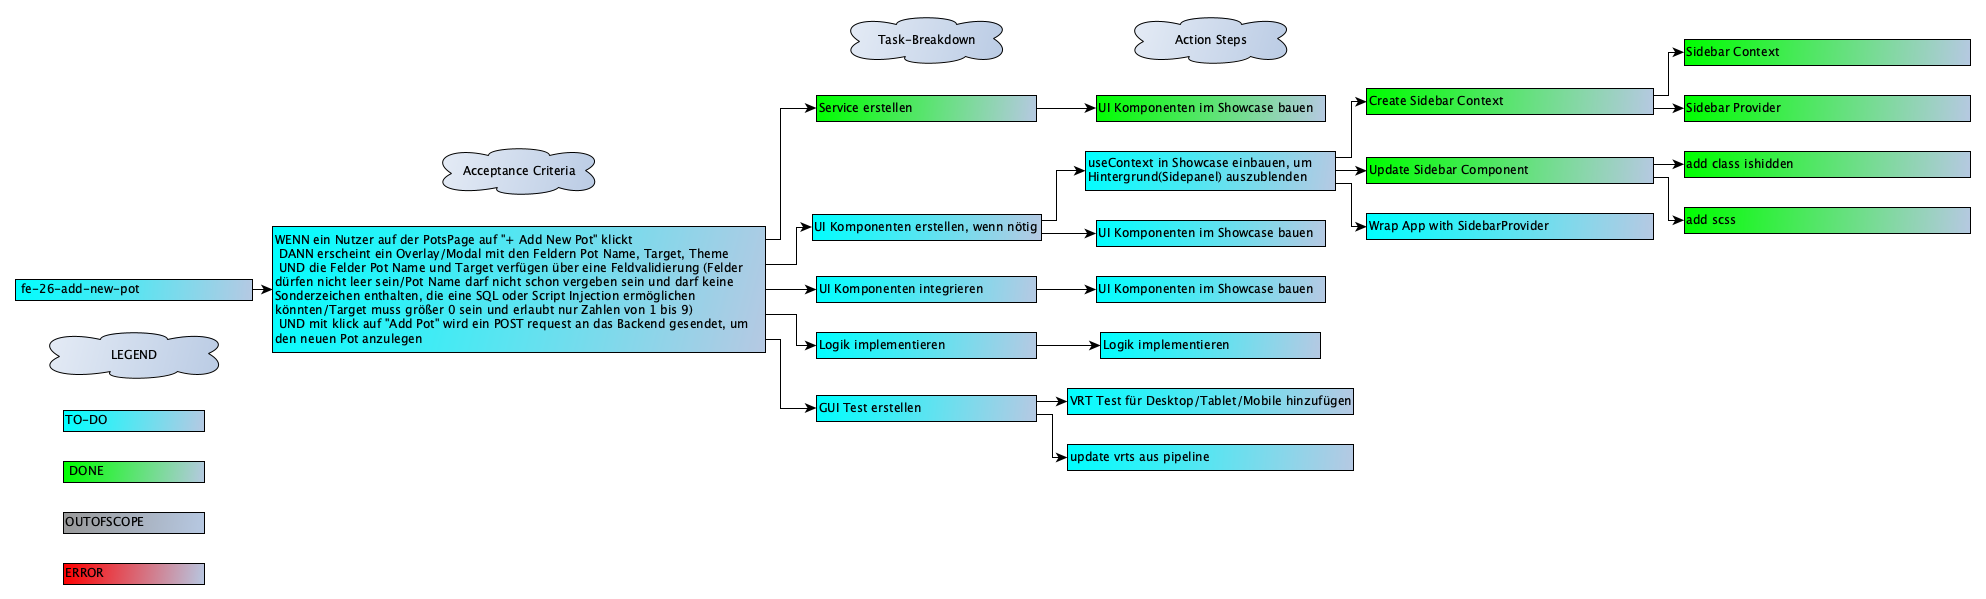 Task-Breakdown
Action Steps
Sidebar Context
Service erstellen
UI Komponenten im Showcase bauen
Create Sidebar Context
Sidebar Provider
Acceptance Criteria
useContext in Showcase einbauen, um
Hintergrund(Sidepanel) auszublenden
Update Sidebar Component
add class ishidden
add scss
UI Komponenten erstellen, wenn nötig
UI Komponenten im Showcase bauen
Wrap App with SidebarProvider
fe-26-add-new-pot
WENN ein Nutzer auf der PotsPage auf "+ Add New Pot" klickt
DANN erscheint ein Overlay/Modal mit den Feldern Pot Name, Target, Theme
UND die Felder Pot Name und Target verfügen über eine Feldvalidierung (Felder
dürfen nicht leer sein/Pot Name darf nicht schon vergeben sein und darf keine
Sonderzeichen enthalten, die eine SQL oder Script Injection ermöglichen
könnten/Target muss größer 0 sein und erlaubt nur Zahlen von 1 bis 9)
UND mit klick auf "Add Pot" wird ein POST request an das Backend gesendet, um
den neuen Pot anzulegen
UI Komponenten integrieren
UI Komponenten im Showcase bauen
Logik implementieren
Logik implementieren
GUI Test erstellen
VRT Test für Desktop/Tablet/Mobile hinzufügen
update vrts aus pipeline
LEGEND
TO-DO
DONE
OUTOFSCOPE
ERROR